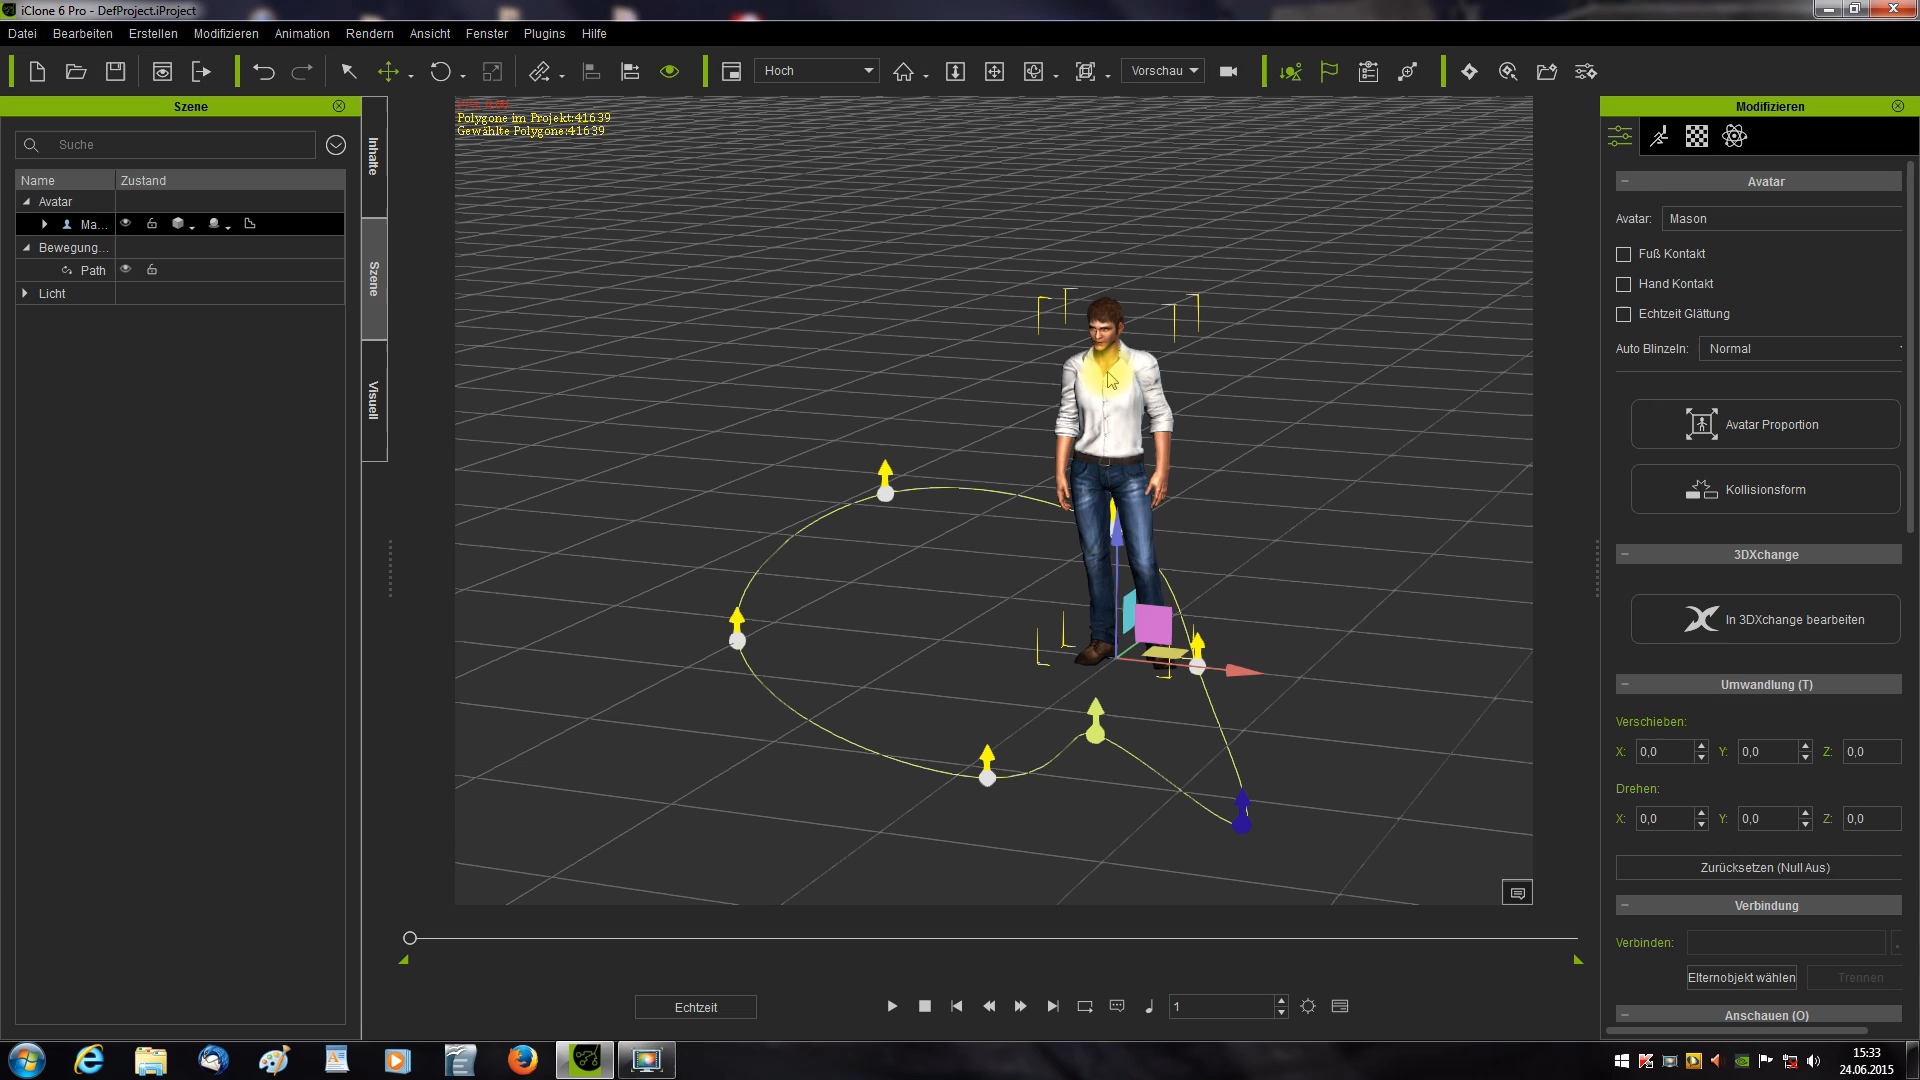 iClone 6 Pro - DefProject.iProject
Datei Bearbeiten Erstellen Modifizieren Animation Rendern Ansicht Fenster Plugins Hilfe
Hoch
Vorschau
Szene
Suche
Name Zustand
Avatar
Ma...
Bewegung...
Path
Licht
Inhalte
Szene
Visuell
Polygone im Projekt:41639
Gewählte Polygone:41639
Modifizieren
Avatar
Avatar: Mason
Fuß Kontakt
Hand Kontakt
Echtzeit Glättung
Auto Blinzeln: Normal
Avatar Proportion
Kollisionsform
3DXchange
In 3DXchange bearbeiten
Umwandlung (T)
Verschieben:
X: 0,0 Y: 0,0 Z: 0,0
Drehen:
X: 0,0 Y: 0,0 Z: 0,0
Zurücksetzen (Null Aus)
Verbindung
Verbinden:
Elternobjekt wählen Trennen
Anschauen (O)
Echtzeit
1
15:33
24.06.2015